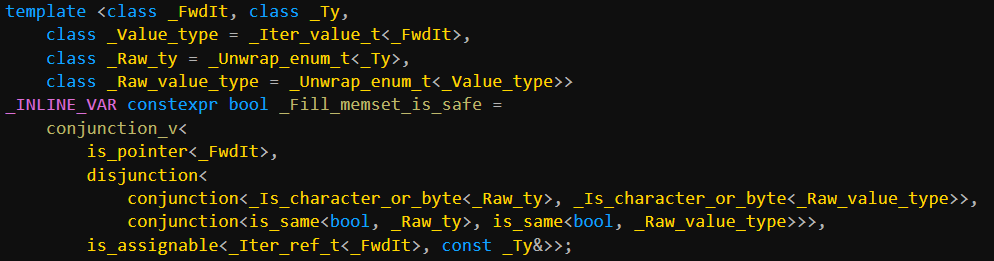 template <class _FwdIt, class _Ty,
    class _Value_type = _Iter_value_t<_FwdIt>,
    class _Raw_ty = _Unwrap_enum_t<_Ty>,
    class _Raw_value_type = _Unwrap_enum_t<_Value_type>>
_INLINE_VAR constexpr bool _Fill_memset_is_safe =
    conjunction_v<
        is_pointer<_FwdIt>,
        disjunction<
            conjunction<_Is_character_or_byte<_Raw_ty>, _Is_character_or_byte<_Raw_value_type>>,
            conjunction<is_same<bool, _Raw_ty>, is_same<bool, _Raw_value_type>>>,
        is_assignable<_Iter_ref_t<_FwdIt>, const _Ty&>>;